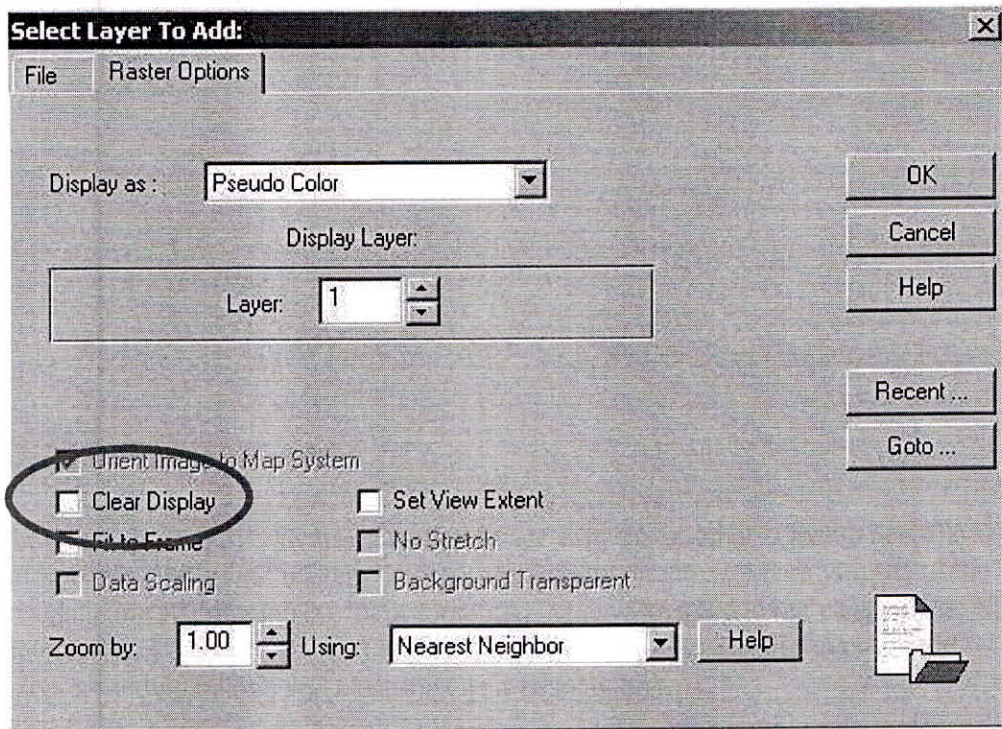 Select Layer To Add:
File Raster Options
Display as : Pseudo Color OK
Display Layer: Cancel
Layer: 1 Help
Recent ...
Goto ...
Orient Image to Map System
Clear Display Set View Extent
Fit to Frame No Stretch
Data Scaling Background Transparent
Zoom by: 1.00 Using: Nearest Neighbor Help